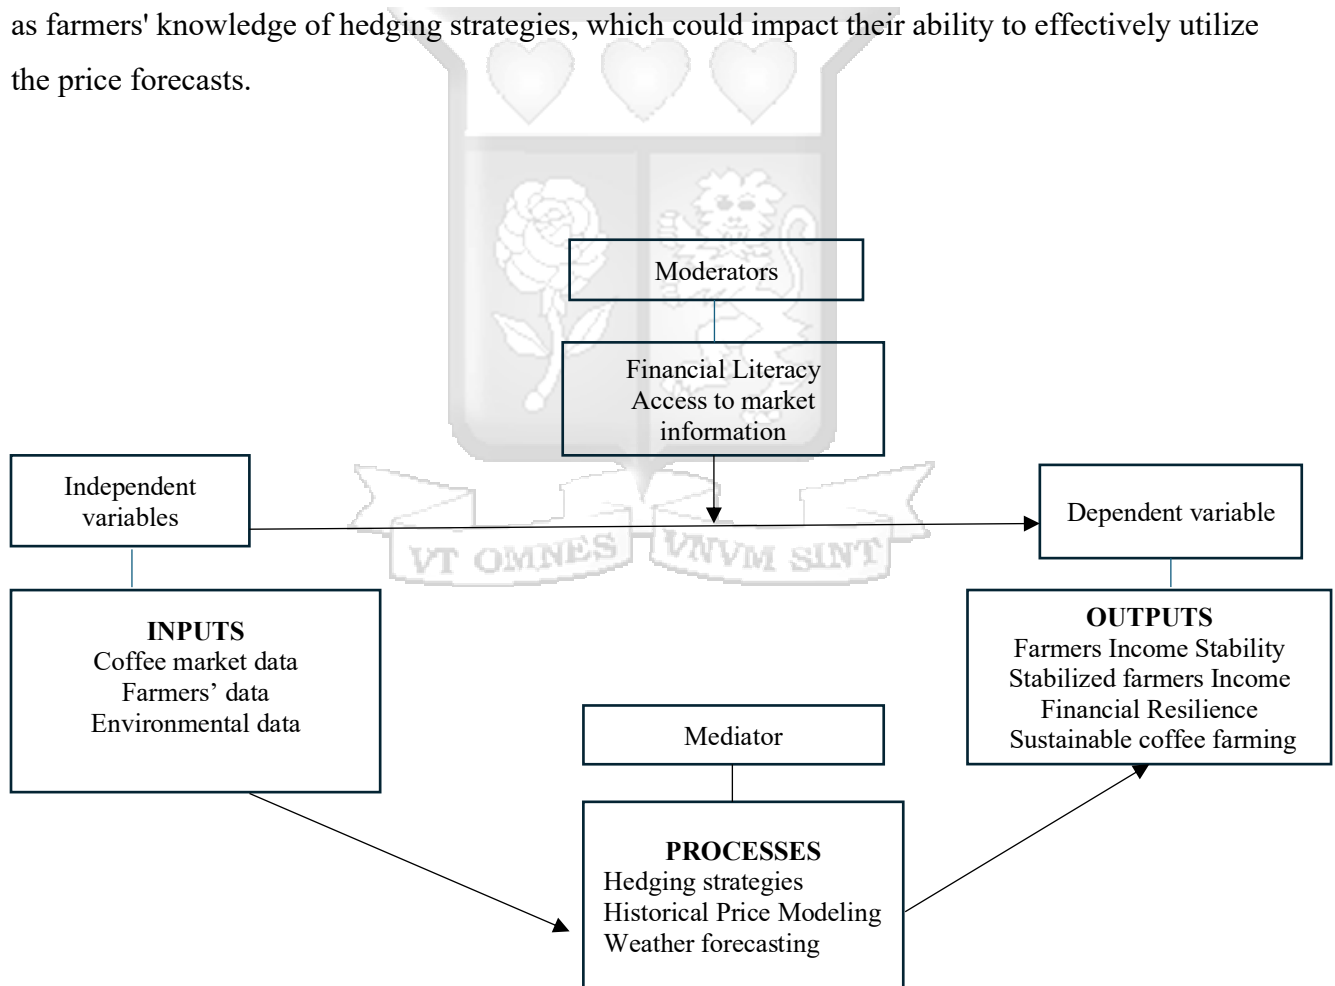 as farmers' knowledge of hedging strategies, which could impact their ability to effectively utilize
the price forecasts.
Moderators
Financial Literacy
Access to market
information
Independent
variables
Dependent variable
VT OMNES VNVM SINT
INPUTS
Coffee market data
Farmers’ data
Environmental data
OUTPUTS
Farmers Income Stability
Stabilized farmers Income
Financial Resilience
Sustainable coffee farming
Mediator
PROCESSES
Hedging strategies
Historical Price Modeling
Weather forecasting